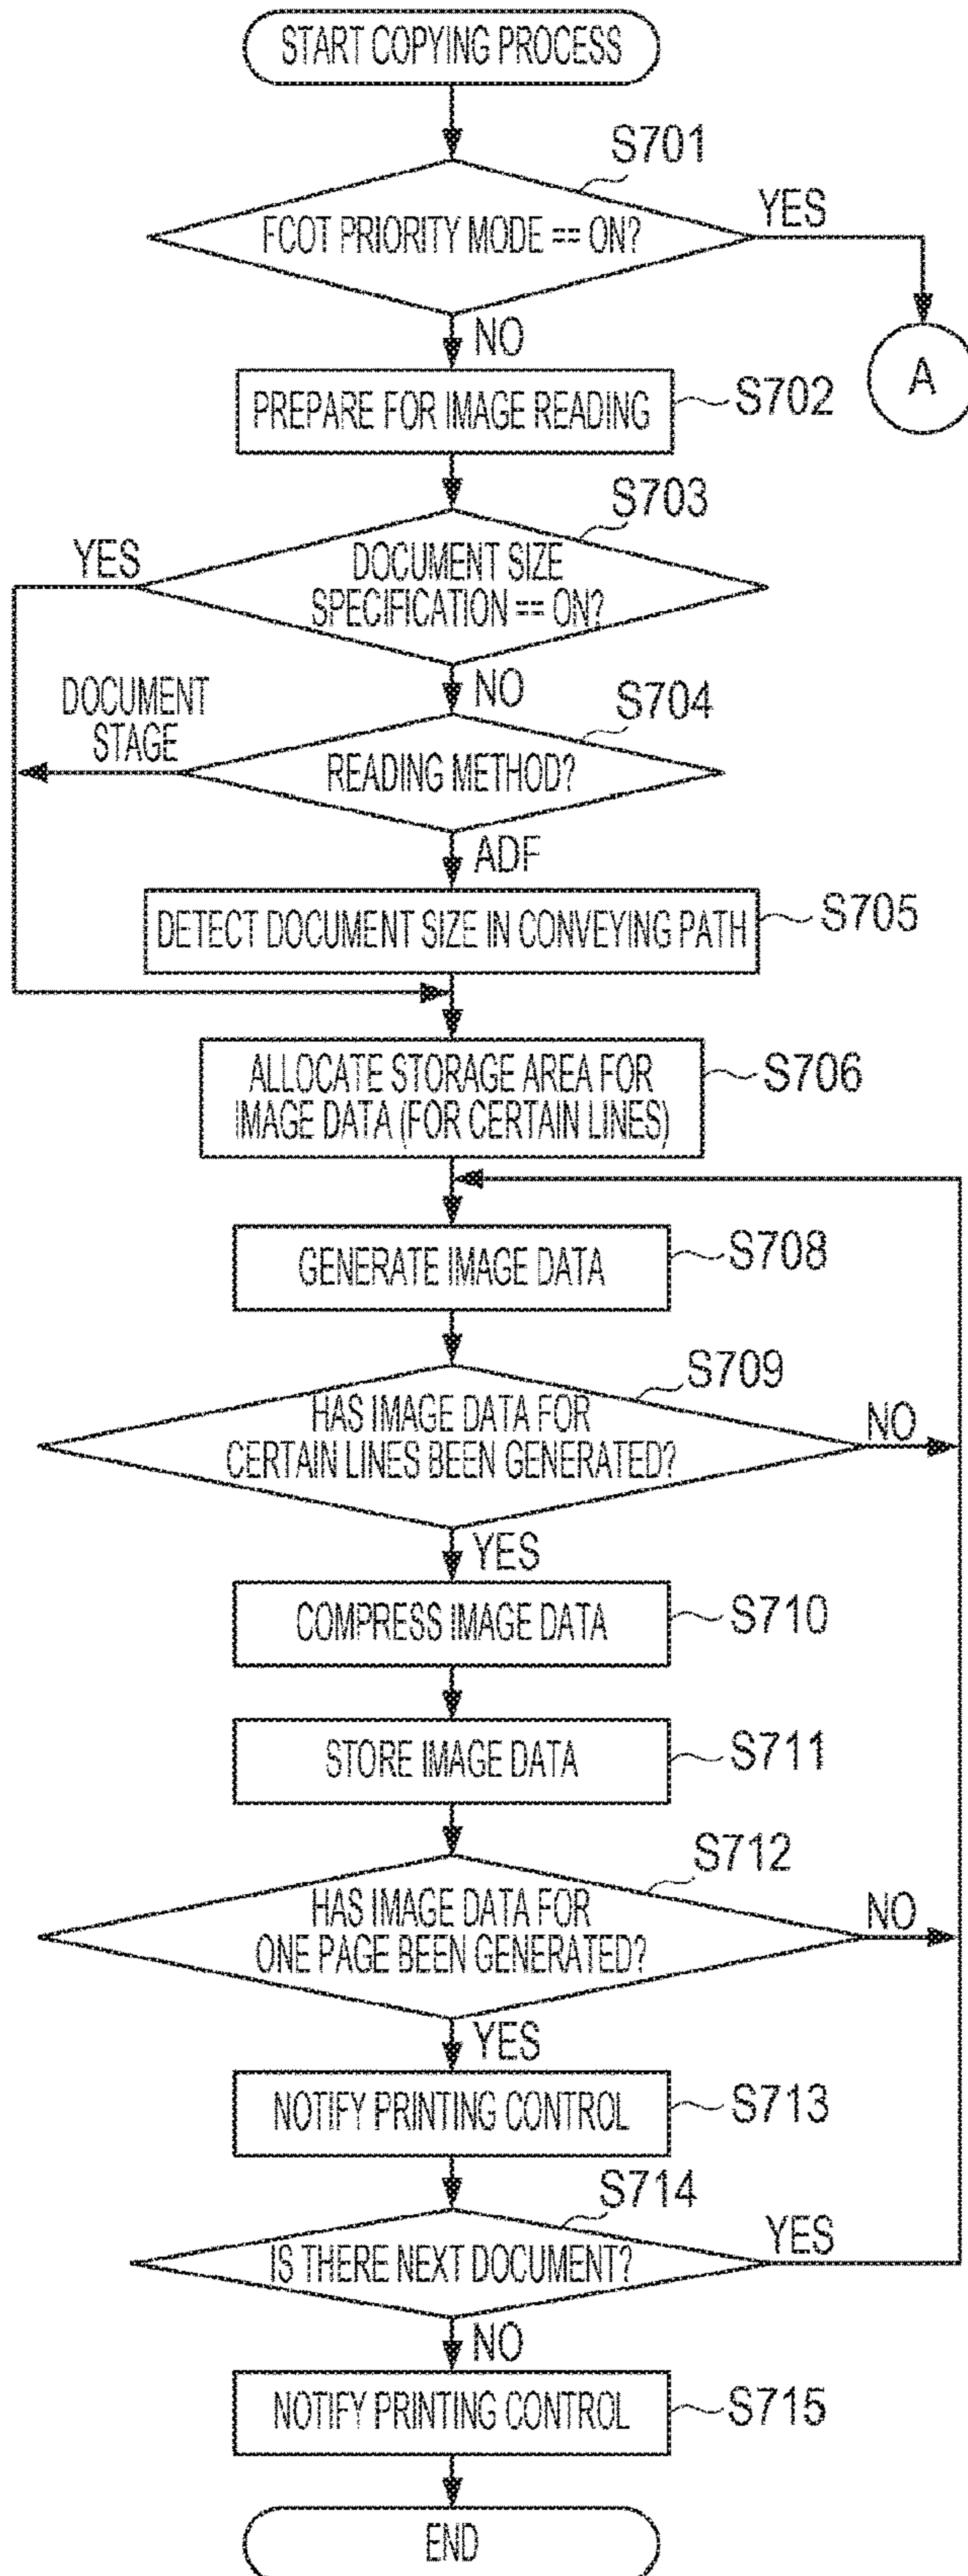 START COPYING PROCESS
S701
FCOT PRIORITY MODE == ON?
YES
A
NO
PREPARE FOR IMAGE READING
S702
S703
YES
DOCUMENT SIZE
SPECIFICATION == ON?
NO
DOCUMENT
STAGE
S704
READING METHOD?
ADF
DETECT DOCUMENT SIZE IN CONVEYING PATH
S705
ALLOCATE STORAGE AREA FOR
IMAGE DATA (FOR CERTAIN LINES)
S706
GENERATE IMAGE DATA
S708
S709
HAS IMAGE DATA FOR
CERTAIN LINES BEEN GENERATED?
NO
YES
COMPRESS IMAGE DATA
S710
STORE IMAGE DATA
S711
S712
HAS IMAGE DATA FOR
ONE PAGE BEEN GENERATED?
NO
YES
NOTIFY PRINTING CONTROL
S713
S714
IS THERE NEXT DOCUMENT?
YES
NO
NOTIFY PRINTING CONTROL
S715
END